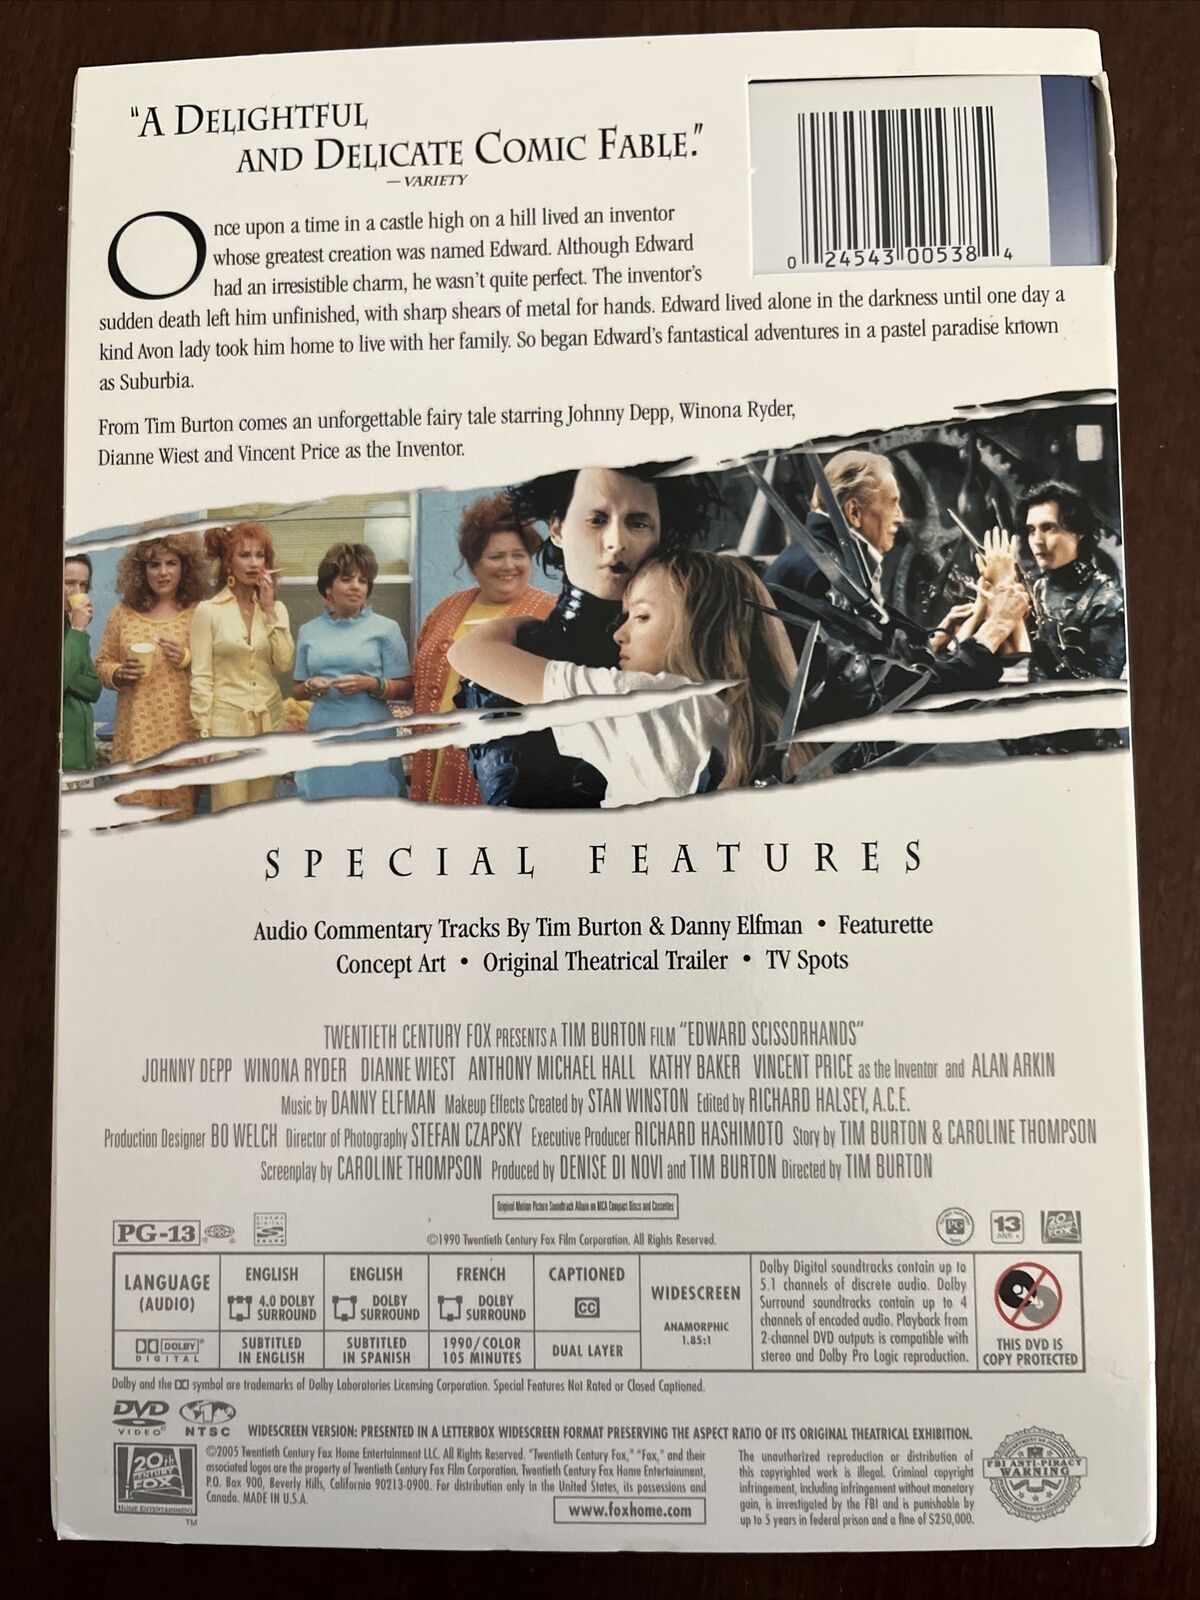 "A DELIGHTFUL
AND DELICATE COMIC FABLE."
— VARIETY
0 24543 00538 4
Once upon a time in a castle high on a hill lived an inventor
whose greatest creation was named Edward. Although Edward
had an irresistible charm, he wasn't quite perfect. The inventor's
sudden death left him unfinished, with sharp shears of metal for hands. Edward lived alone in the darkness until one day a
kind Avon lady took him home to live with her family. So began Edward's fantastical adventures in a pastel paradise known
as Suburbia.
From Tim Burton comes an unforgettable fairy tale starring Johnny Depp, Winona Ryder,
Dianne Wiest and Vincent Price as the Inventor.
SPECIAL FEATURES
Audio Commentary Tracks By Tim Burton & Danny Elfman • Featurette
Concept Art • Original Theatrical Trailer • TV Spots
TWENTIETH CENTURY FOX PRESENTS A TIM BURTON FILM "EDWARD SCISSORHANDS"
JOHNNY DEPP WINONA RYDER DIANNE WIEST ANTHONY MICHAEL HALL KATHY BAKER VINCENT PRICE as the Inventor and ALAN ARKIN
Music by DANNY ELFMAN Makeup Effects Created by STAN WINSTON Edited by RICHARD HALSEY, A.C.E.
Production Designer BO WELCH Director of Photography STEFAN CZAPSKY Executive Producer RICHARD HASHIMOTO Story by TIM BURTON & CAROLINE THOMPSON
Screenplay by CAROLINE THOMPSON Produced by DENISE DI NOVI and TIM BURTON Directed by TIM BURTON
Original Motion Picture Soundtrack Album on MCA Compact Discs and Cassettes
PG-13
PG
13
ANS +
20th CENTURY FOX
©1990 Twentieth Century Fox Film Corporation. All Rights Reserved.
LANGUAGE
(AUDIO)
DOLBY
DIGITAL
ENGLISH
4.0 DOLBY
SURROUND
SUBTITLED
IN ENGLISH
ENGLISH
DOLBY
SURROUND
SUBTITLED
IN SPANISH
FRENCH
DOLBY
SURROUND
1990/COLOR
105 MINUTES
CAPTIONED
CC
DUAL LAYER
WIDESCREEN
ANAMORPHIC
1.85:1
Dolby Digital soundtracks contain up to
5.1 channels of discrete audio. Dolby
Surround soundtracks contain up to 4
channels of encoded audio. Playback from
2-channel DVD outputs is compatible with
stereo and Dolby Pro Logic reproduction.
THIS DVD IS
COPY PROTECTED
Dolby and the DD symbol are trademarks of Dolby Laboratories Licensing Corporation. Special Features Not Rated or Closed Captioned.
DVD
VIDEO
NTSC
WIDESCREEN VERSION: PRESENTED IN A LETTERBOX WIDESCREEN FORMAT PRESERVING THE ASPECT RATIO OF ITS ORIGINAL THEATRICAL EXHIBITION.
20th
CENTURY
FOX
HOME ENTERTAINMENT
TM
©2005 Twentieth Century Fox Home Entertainment LLC. All Rights Reserved. "Twentieth Century Fox," "Fox," and their
associated logos are the property of Twentieth Century Fox Film Corporation. Twentieth Century Fox Home Entertainment,
P.O. Box 900, Beverly Hills, California 90213-0900. For distribution only in the United States, its possessions and
Canada. MADE IN U.S.A.
www.foxhome.com
The unauthorized reproduction or distribution of
this copyrighted work is illegal. Criminal copyright
infringement, including infringement without monetary
gain, is investigated by the FBI and is punishable by
up to 5 years in federal prison and a fine of $250,000.
FBI ANTI-PIRACY
WARNING